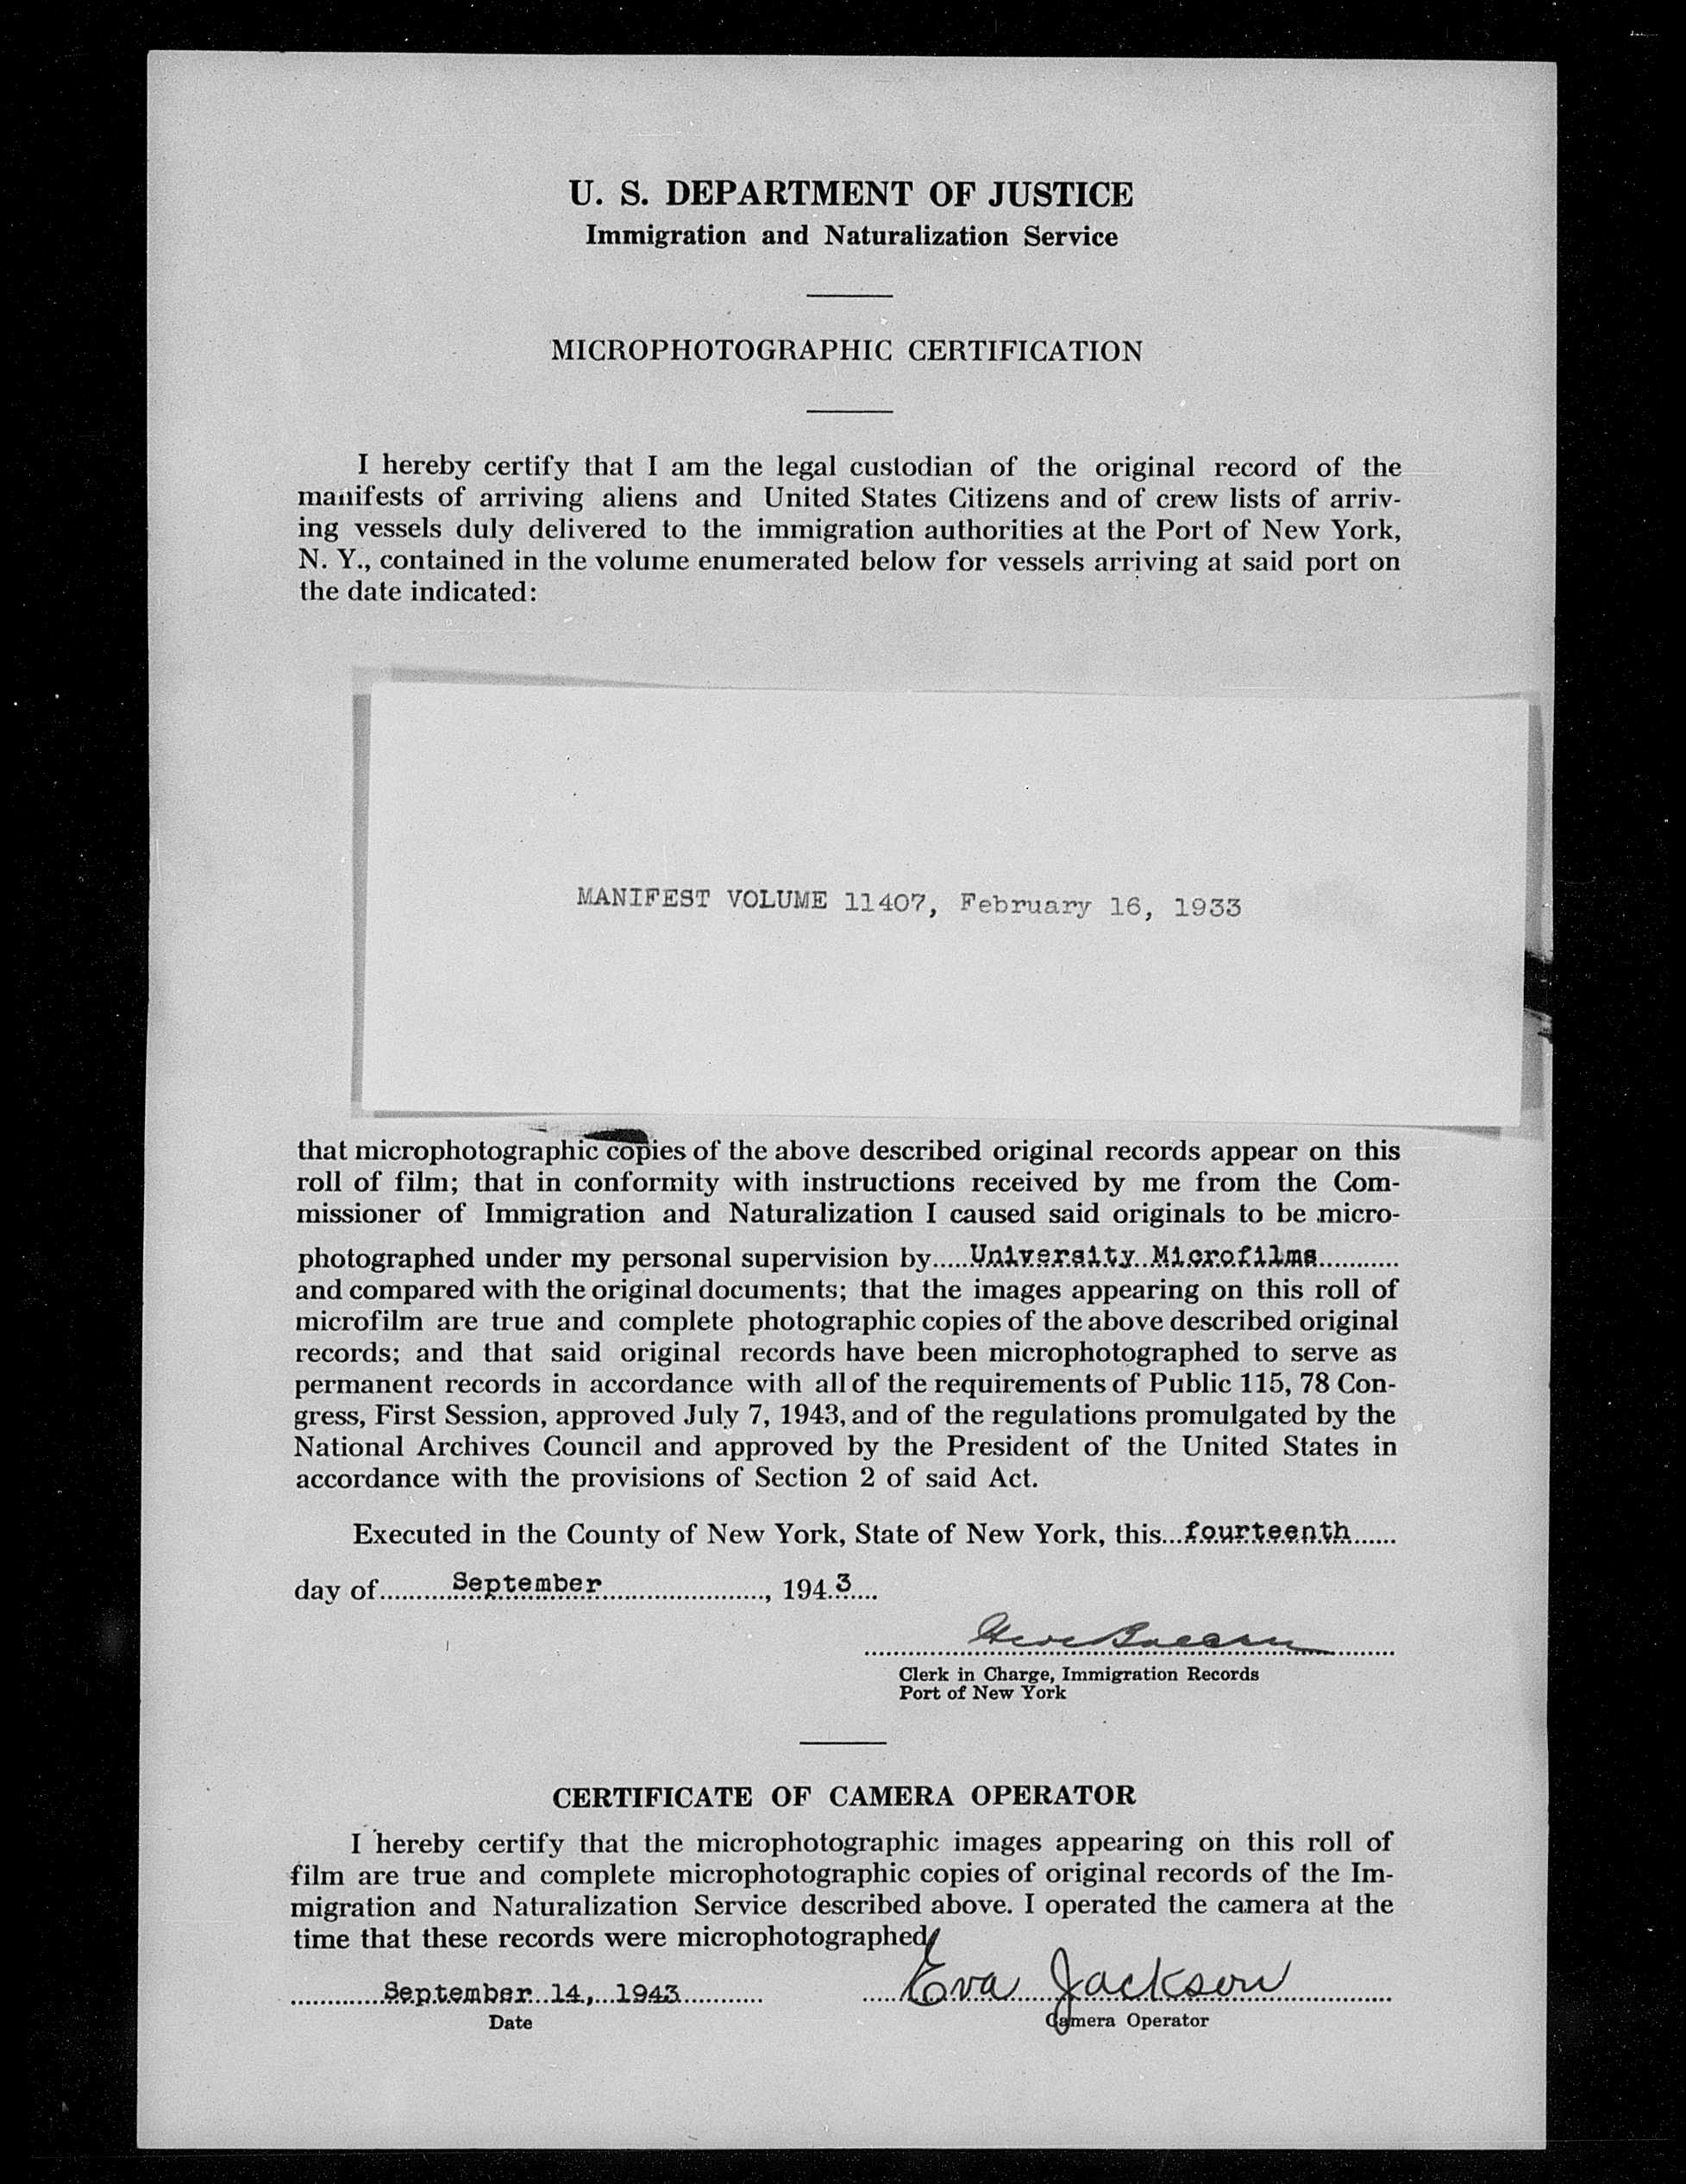 U. S. DEPARTMENT OF JUSTICE
Immigration and Naturalization Service
MICROPHOTOGRAPHIC CERTIFICATION
I hereby certify that I am the legal custodian of the original record of the
manifests of arriving aliens and United States Citizens and of crew lists of arriv-
ing vessels duly delivered to the immigration authorities at the Port of New York,
N. Y., contained in the volume enumerated below for vessels arriving at said port on
the date indicated:
MANIFEST VOLUME 11407, February 16, 1933
that microphotographic copies of the above described original records appear on this
roll of film; that in conformity with instructions received by me from the Com-
missioner of Immigration and Naturalization I caused said originals to be micro-
photographed under my personal supervision by.....University Microfilms...........
and compared with the original documents; that the images appearing on this roll of
microfilm are true and complete photographic copies of the above described original
records; and that said original records have been microphotographed to serve as
permanent records in accordance with all of the requirements of Public 115, 78 Con-
gress, First Session, approved July 7, 1943, and of the regulations promulgated by the
National Archives Council and approved by the President of the United States in
accordance with the provisions of Section 2 of said Act.
Executed in the County of New York, State of New York, this...fourteenth......
day of.........September....................., 194.3....
Clerk in Charge, Immigration Records
Port of New York
CERTIFICATE OF CAMERA OPERATOR
I hereby certify that the microphotographic images appearing on this roll of
film are true and complete microphotographic copies of original records of the Im-
migration and Naturalization Service described above. I operated the camera at the
time that these records were microphotographed.
............September 14, 1943............ Eva Jackson
Date Camera Operator